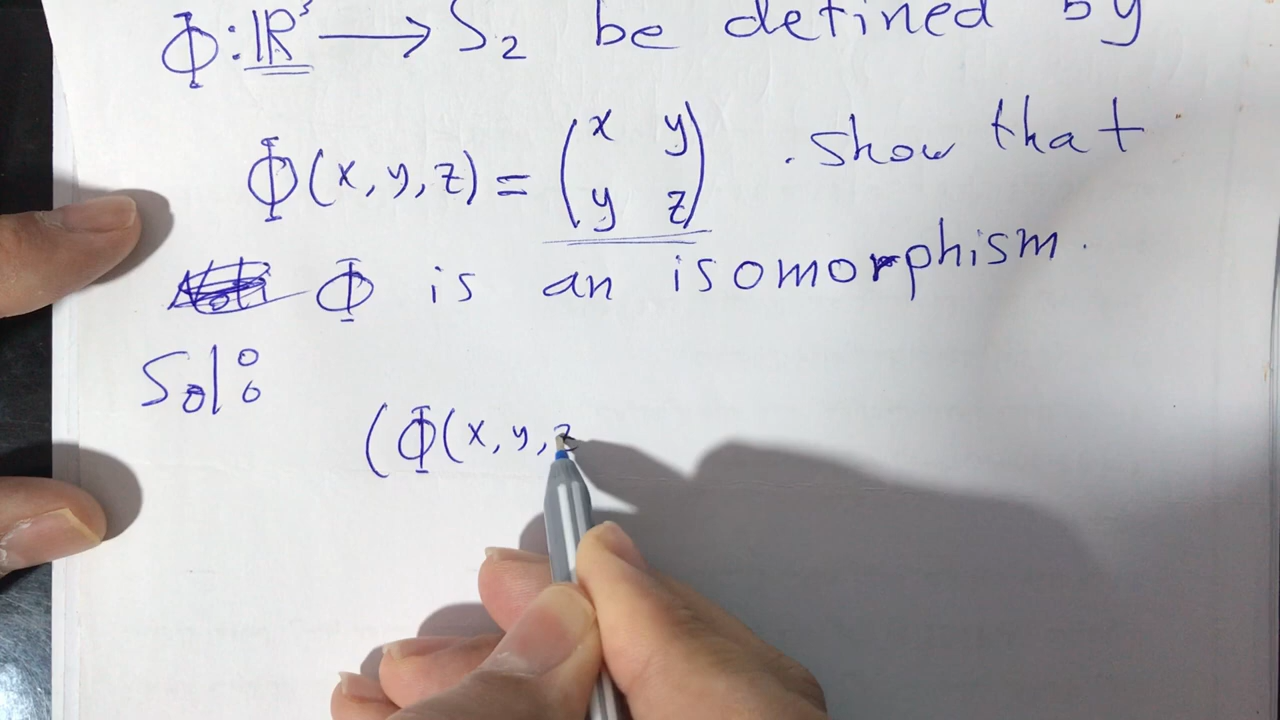 Φ:ℝ³ → S₂ be defined by
Φ(x,y,z) = (x y
y z) . show that
Φ is an isomorphism.
Sol:
(Φ(x,y,z